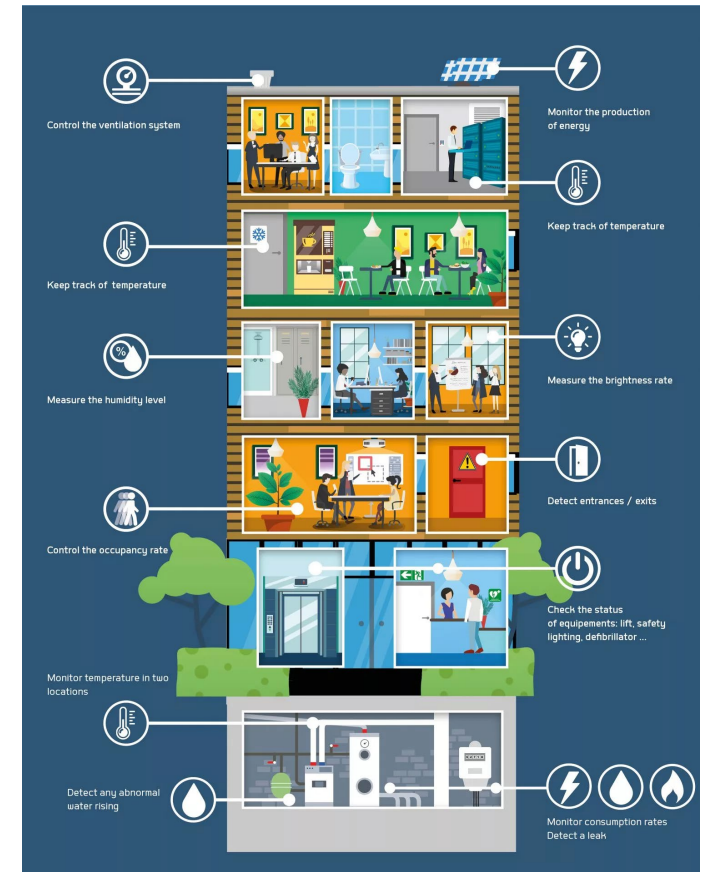 Control the ventilation system
Monitor the production
of energy
Keep track of temperature
Keep track of temperature
%
Measure the humidity level
Measure the brightness rate
Detect entrances / exits
Control the occupancy rate
Check the status
of equipements: lift, safety
lighting, defibrillator ...
Monitor temperature in two
locations
Detect any abnormal
water rising
Monitor consumption rates
Detect a leak